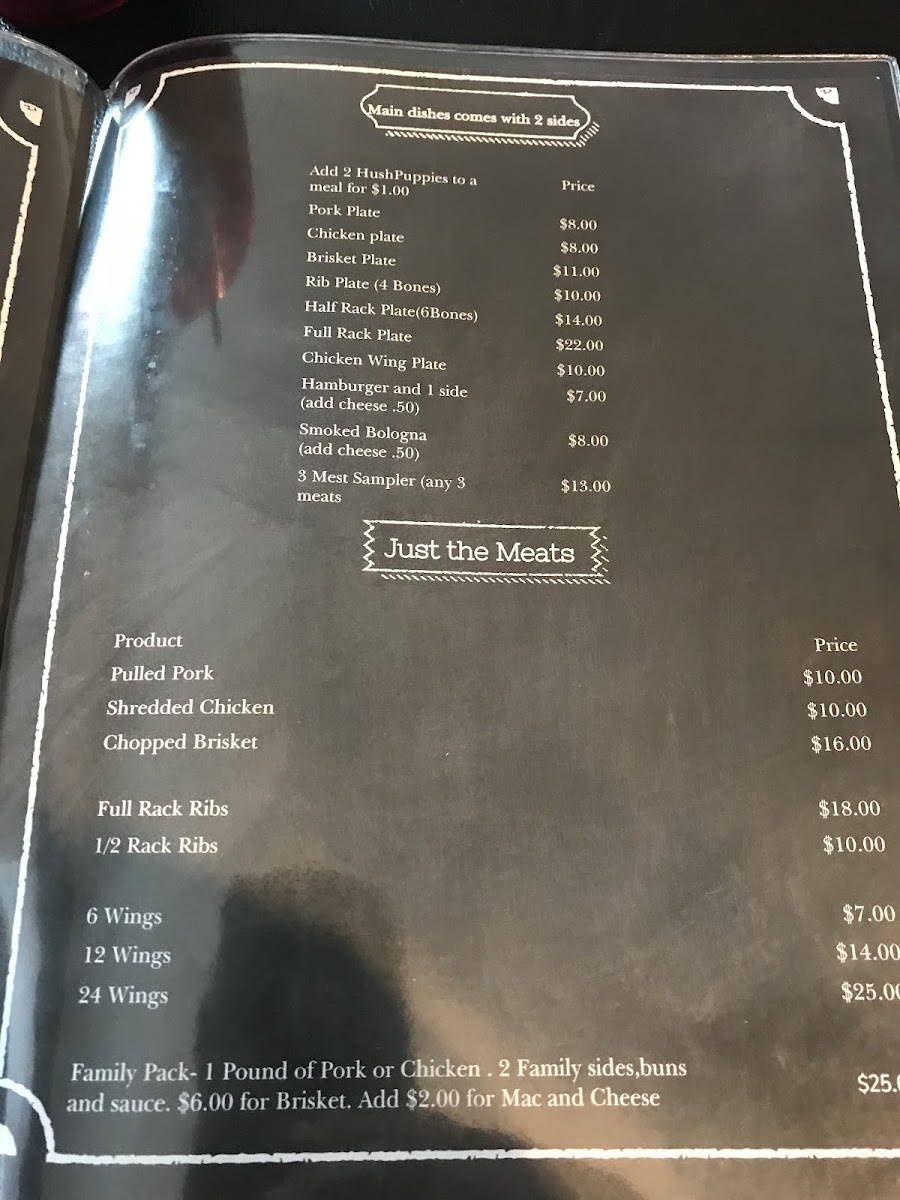 Main dishes comes with 2 sides
Add 2 HushPuppies to a
meal for $1.00
Price
Pork Plate $8.00
Chicken plate $8.00
Brisket Plate $11.00
Rib Plate (4 Bones) $10.00
Half Rack Plate(6Bones) $14.00
Full Rack Plate $22.00
Chicken Wing Plate $10.00
Hamburger and 1 side $7.00
(add cheese .50)
Smoked Bologna $8.00
(add cheese .50)
3 Mest Sampler (any 3 $13.00
meats
Just the Meats
Product Price
Pulled Pork $10.00
Shredded Chicken $10.00
Chopped Brisket $16.00
Full Rack Ribs $18.00
1/2 Rack Ribs $10.00
6 Wings $7.00
12 Wings $14.00
24 Wings $25.00
Family Pack- 1 Pound of Pork or Chicken . 2 Family sides,buns
and sauce. $6.00 for Brisket. Add $2.00 for Mac and Cheese
$25.